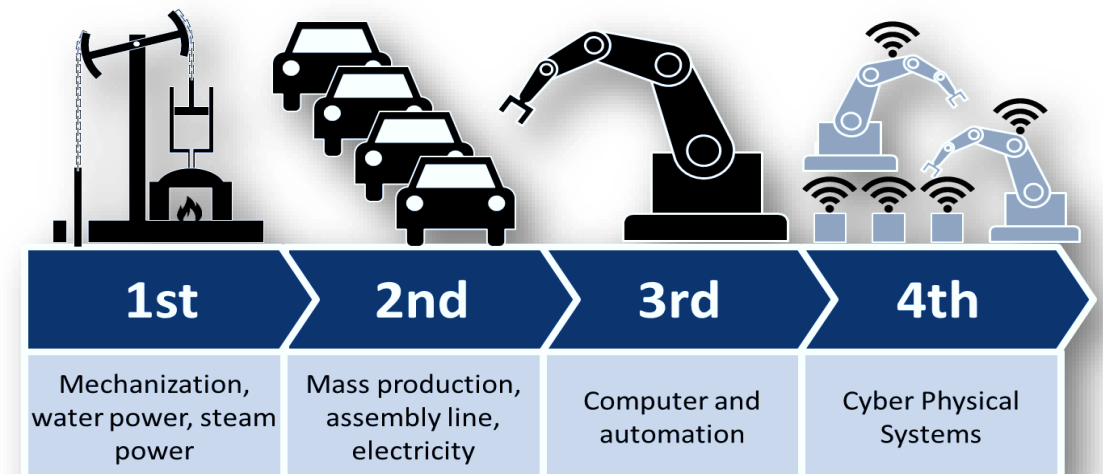 1st
2nd
3rd
4th
Mechanization,
water power, steam
power
Mass production,
assembly line,
electricity
Computer and
automation
Cyber Physical
Systems